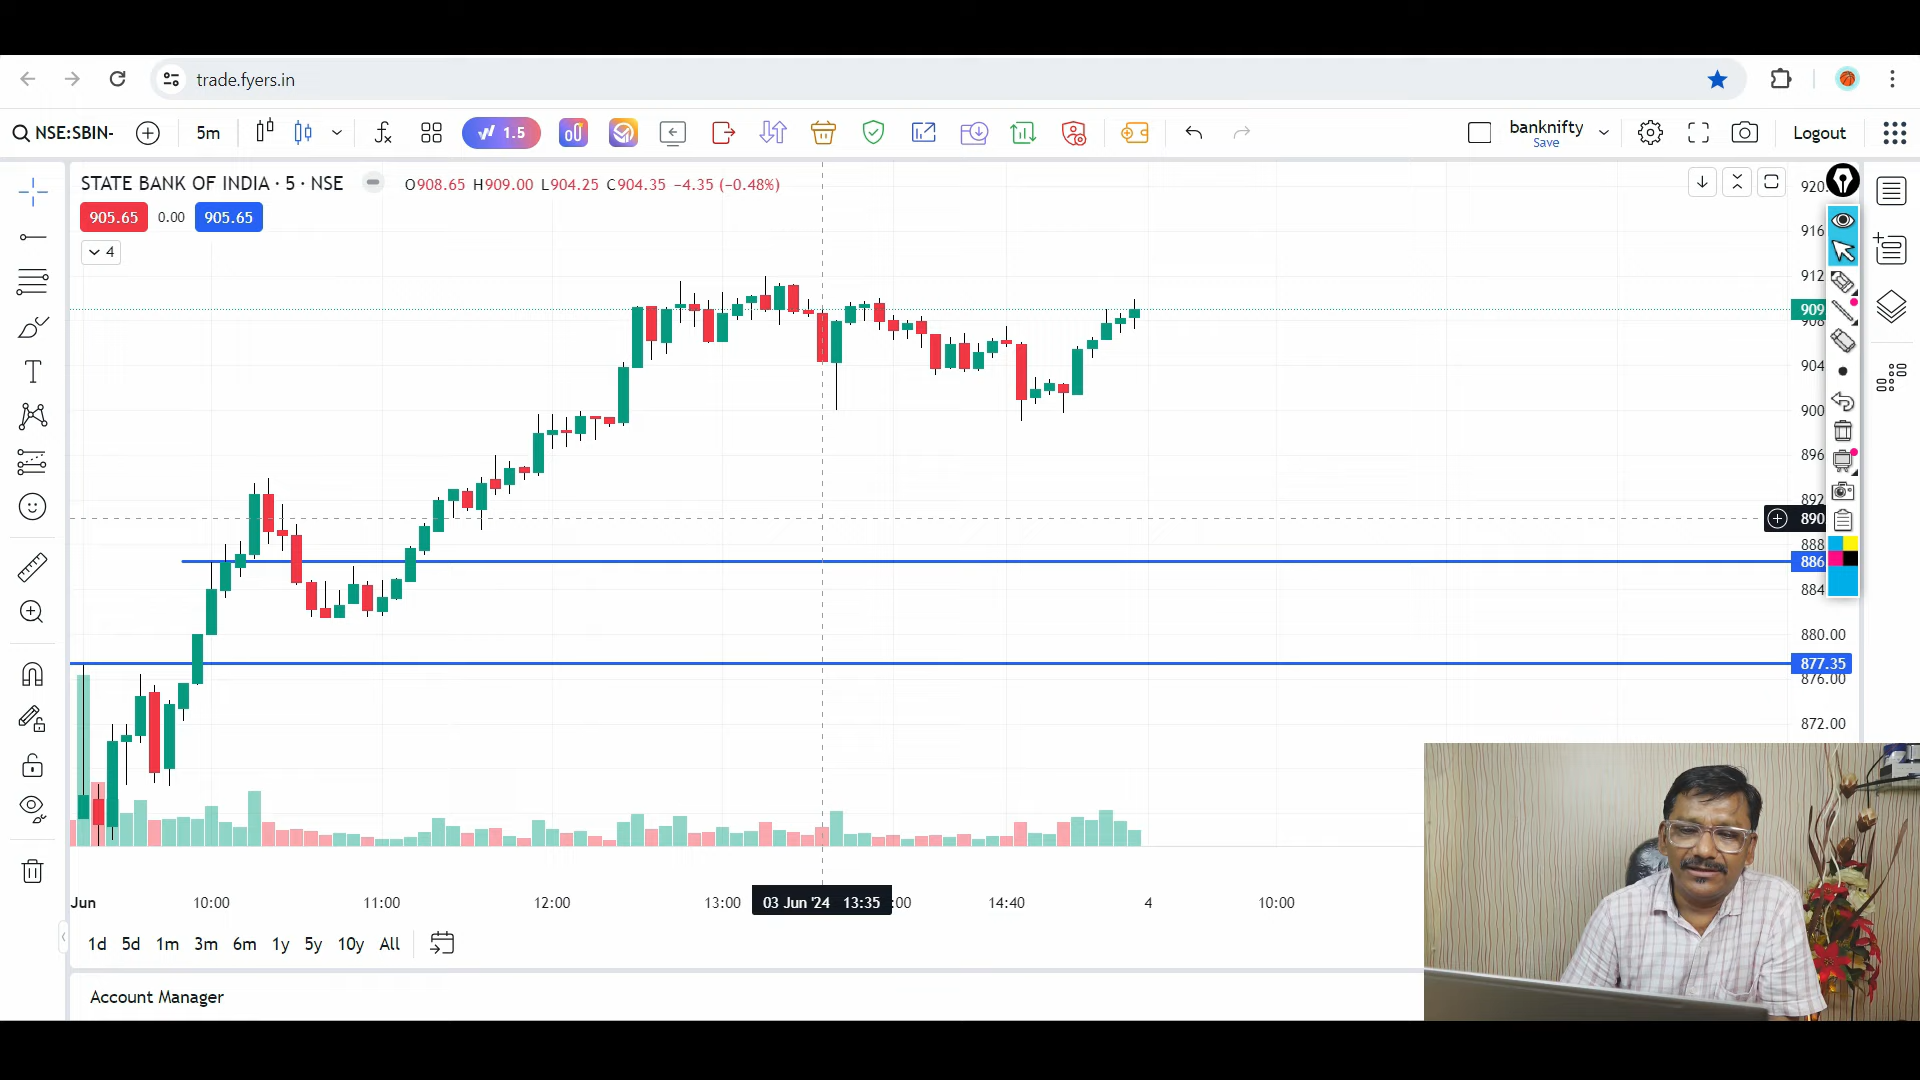 trade.fyers.in
NSE:SBIN-
5m
1.5
banknifty
Save
Logout
STATE BANK OF INDIA · 5 · NSE
O908.65 H909.00 L904.25 C904.35 −4.35 (−0.48%)
905.65 0.00 905.65
4
920.
916
912
909
908
904
900
896
892
890
888
886
884
880.00
877.35
876.00
872.00
Jun 10:00 11:00 12:00 13:00 03 Jun '24 13:35 :00 14:40 4 10:00
1d 5d 1m 3m 6m 1y 5y 10y All
Account Manager